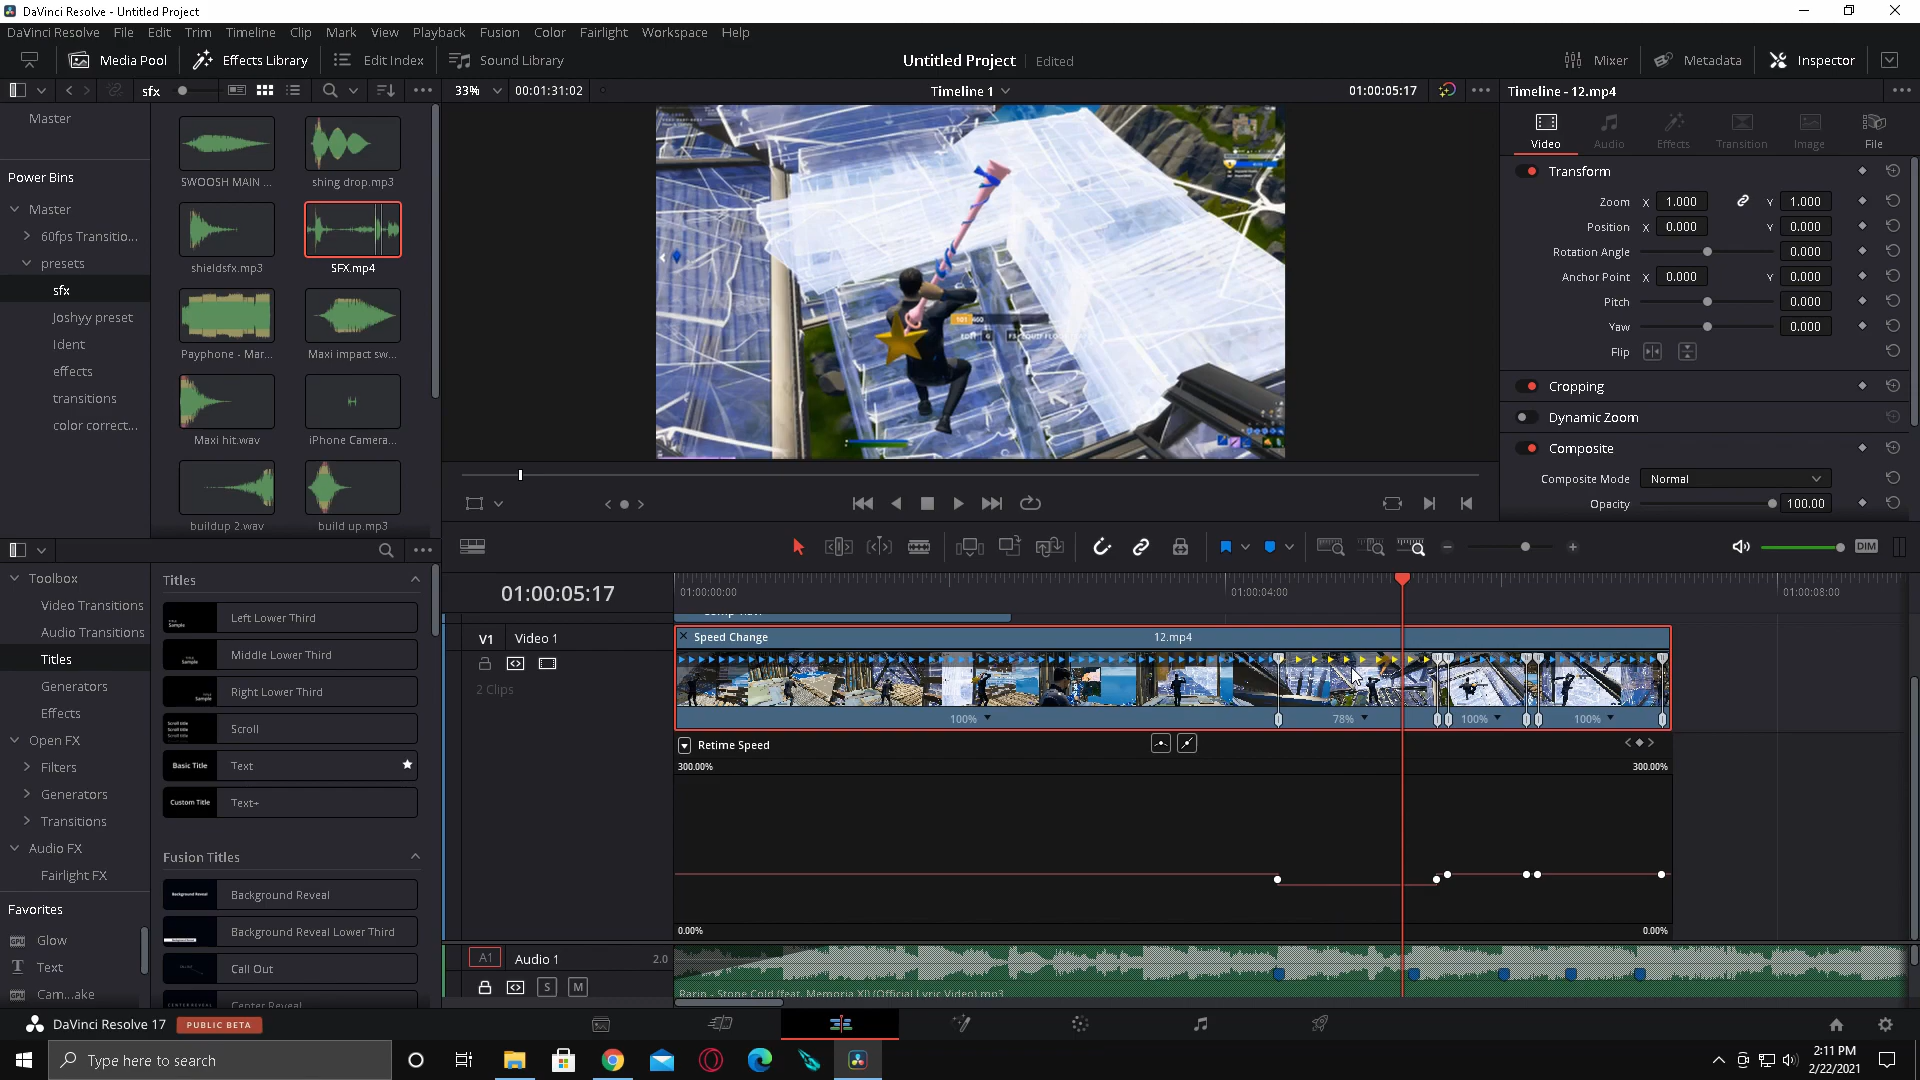 DaVinci Resolve - Untitled Project
DaVinci Resolve File Edit Trim Timeline Clip Mark View Playback Fusion Color Fairlight Workspace Help
Media Pool Effects Library Edit Index Sound Library Untitled Project Edited Mixer Metadata Inspector
sfx 33% 00:01:31:02 Timeline 1 01:00:05:17 Timeline - 12.mp4
Master
Power Bins
Master
60fps Transitio...
presets
sfx
Joshyy preset
Ident
effects
transitions
color correct...
SWOOSH MAIN ... shing drop.mp3
shieldsfx.mp3 SFX.mp4
Payphone - Mar... Maxi impact sw...
Maxi hit.wav iPhone Camera...
buildup 2.wav build up.mp3
Video Audio Effects Transition Image File
Transform
Zoom X 1.000 Y 1.000
Position X 0.000 Y 0.000
Rotation Angle 0.000
Anchor Point X 0.000 Y 0.000
Pitch 0.000
Yaw 0.000
Flip
Cropping
Dynamic Zoom
Composite
Composite Mode Normal
Opacity 100.00
DIM
Toolbox
Video Transitions
Audio Transitions
Titles
Generators
Effects
Open FX
Filters
Generators
Transitions
Audio FX
Fairlight FX
Favorites
Glow
Text
Cam...ake
Titles
Left Lower Third
Middle Lower Third
Right Lower Third
Scroll
Basic Title Text
Custom Title Text+
Fusion Titles
Background Reveal
Background Reveal Lower Third
Call Out
Center Reveal
01:00:05:17 01:00:00:00 01:00:04:00 01:00:08:00
V1 Video 1 Speed Change 12.mp4
2 Clips
100% 78% 100% 100%
Retime Speed
300.00% 300.00%
0.00% 0.00%
A1 Audio 1 2.0
S M
Rarin - Stone Cold (feat. Memoria XI) (Official Lyric Video).mp3
DaVinci Resolve 17 PUBLIC BETA
Type here to search
2:11 PM
2/22/2021